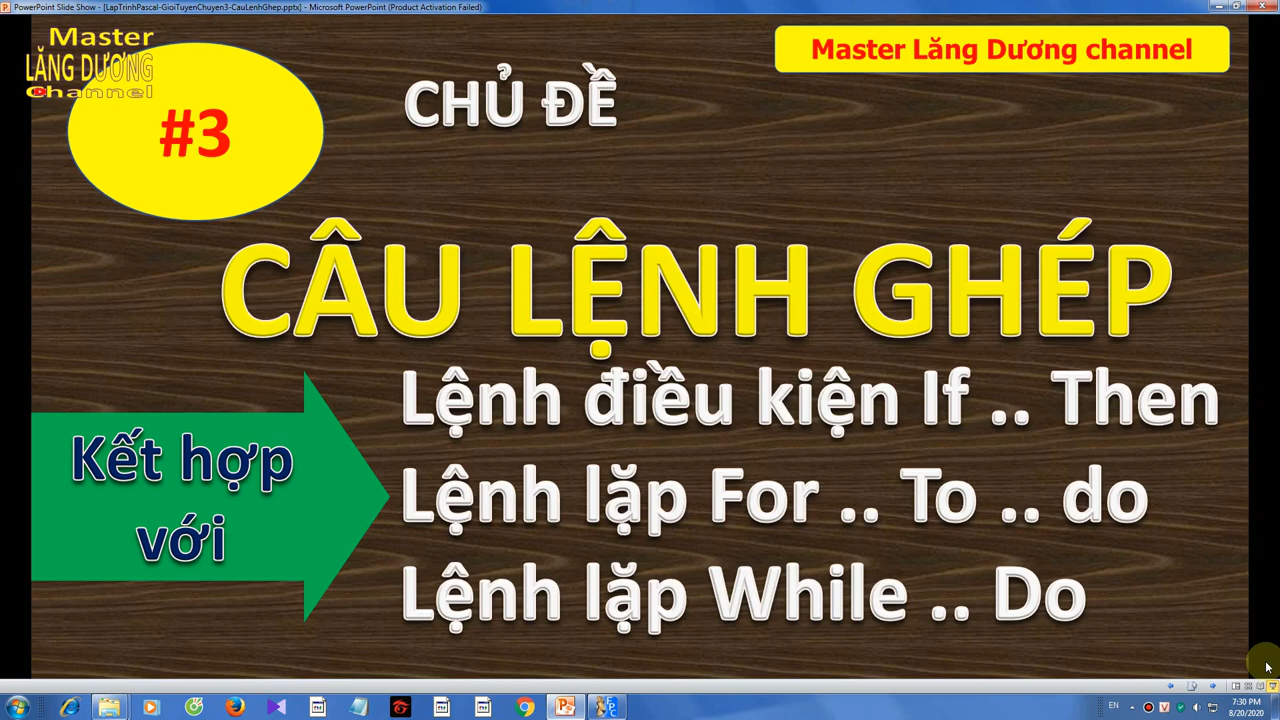 PowerPoint Slide Show - [LapTrinhPascal-GioiTuyenChuyen3-CauLenhGhep.pptx] - Microsoft PowerPoint (Product Activation Failed)
Master
LĂNG DƯƠNG
Channel
#3
Master Lăng Dương channel
CHỦ ĐỀ
CÂU LỆNH GHÉP
Kết hợp
với
Lệnh điều kiện If .. Then
Lệnh lặp For .. To .. do
Lệnh lặp While .. Do
EN
7:30 PM
8/20/2020